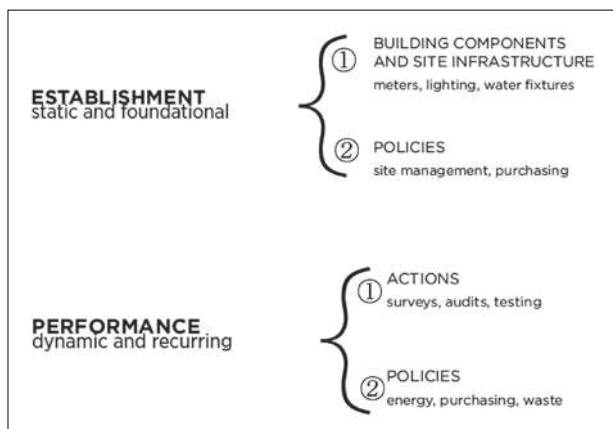 ESTABLISHMENT
static and foundational
① BUILDING COMPONENTS
AND SITE INFRASTRUCTURE
meters, lighting, water fixtures
② POLICIES
site management, purchasing
PERFORMANCE
dynamic and recurring
① ACTIONS
surveys, audits, testing
② POLICIES
energy, purchasing, waste